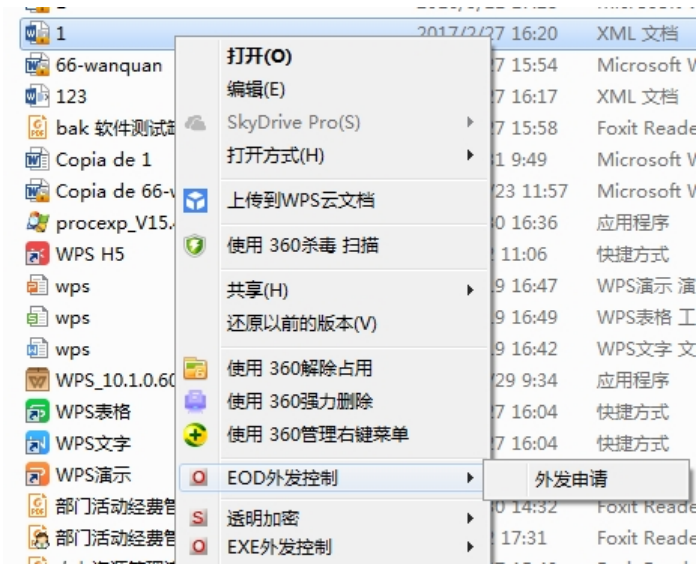 1 2017/2/27 16:20 XML 文档
66-wanquan 7 15:54 Microsoft W
123 7 16:17 XML 文档
bak 软件测试 7 15:58 Foxit Reade
Copia de 1 1 9:49 Microsoft W
Copia de 66- /23 11:57 Microsoft W
procexp_V15. 0 16:36 应用程序
WPS H5 11:06 快捷方式
wps 9 16:47 WPS演示 演
wps 9 16:49 WPS表格 工
wps 9 16:42 WPS文字 文
WPS_10.1.0.60 /29 9:34 应用程序
WPS表格 7 16:04 快捷方式
WPS文字 7 16:04 快捷方式
WPS演示
部门活动经费管 0 14:32 Foxit Reade
部门活动经费管 17:31 Foxit Reade
打开(O)
编辑(E)
SkyDrive Pro(S)
打开方式(H)
上传到WPS云文档
使用 360杀毒 扫描
共享(H)
还原以前的版本(V)
使用 360解除占用
使用 360强力删除
使用 360管理右键菜单
EOD外发控制
透明加密
EXE外发控制
外发申请